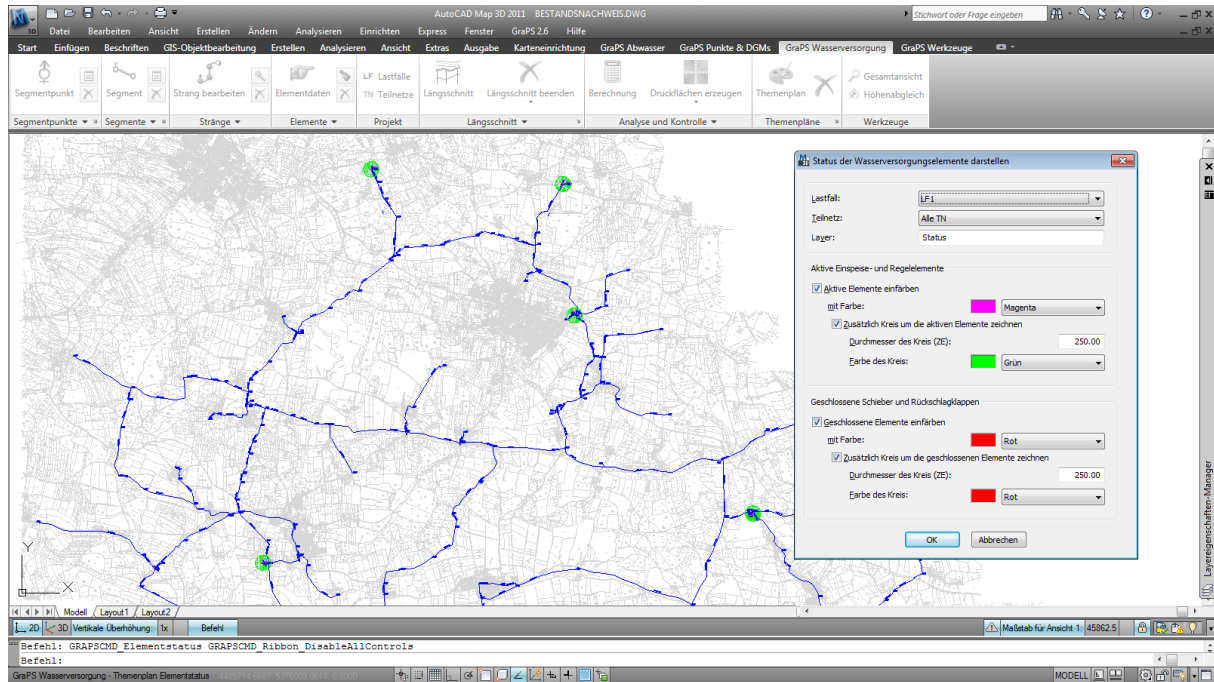 AutoCAD Map 3D 2011 BESTANDSNACHWEIS.DWG
Stichwort oder Frage eingeben
3D
Datei Bearbeiten Ansicht Erstellen Ändern Analysieren Einrichten Express Fenster GraPS 2.6 Hilfe
Start Einfügen Beschriften GIS-Objektbearbeitung Erstellen Analysieren Ansicht Extras Ausgabe Karteneinrichtung GraPS Abwasser GraPS Punkte & DGMs GraPS Wasserversorgung GraPS Werkzeuge
LF Lastfälle
Gesamtansicht
Segmentpunkt Segment Strang bearbeiten Elementdaten TN Teilnetze Längsschnitt Längsschnitt beenden Berechnung Druckflächen erzeugen Themenplan Höhenabgleich
Segmentpunkte Segmente Stränge Elemente Projekt Längsschnitt Analyse und Kontrolle Themenpläne Werkzeuge
Status der Wasserversorgungselemente darstellen
Lastfall: LF1
Teilnetz: Alle TN
Layer: Status
Aktive Einspeise- und Regelelemente
Aktive Elemente einfärben
mit Farbe: Magenta
Zusätzlich Kreis um die aktiven Elemente zeichnen
Durchmesser des Kreis (ZE): 250.00
Farbe des Kreis: Grün
Geschlossene Schieber und Rückschlagklappen
Geschlossene Elemente einfärben
mit Farbe: Rot
Zusätzlich Kreis um die geschlossenen Elemente zeichnen
Durchmesser des Kreis (ZE): 250.00
Farbe des Kreis: Rot
OK Abbrechen
Layereigenschaften-Manager
Y
X
Modell Layout1 Layout2
2D 3D Vertikale Überhöhung: 1x Befehl
Maßstab für Ansicht 1: 45862.5
Befehl: GRAPSCMD_Elementstatus GRAPSCMD_Ribbon_DisableAllControls
Befehl:
GraPS Wasserversorgung - Themenplan Elementstatus
MODELL